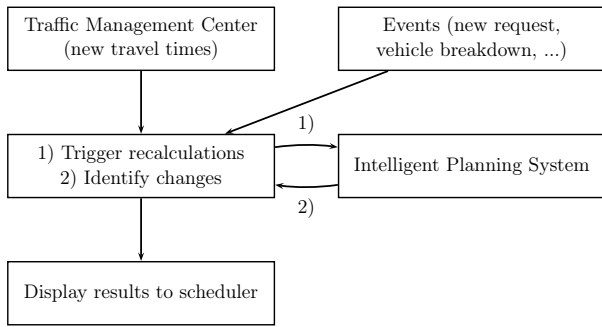 Traffic Management Center
(new travel times)
Events (new request,
vehicle breakdown, ...)
1) Trigger recalculations
2) Identify changes
1)
Intelligent Planning System
2)
Display results to scheduler